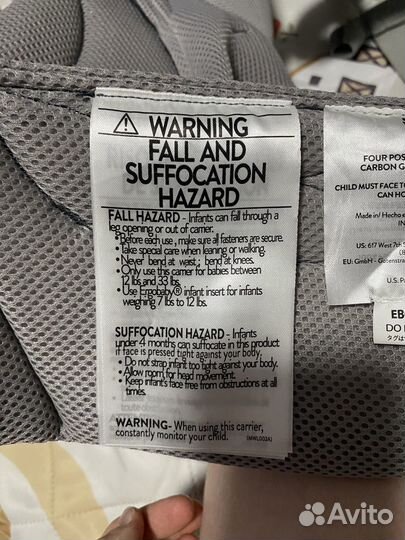 WARNING
FALL AND
SUFFOCATION
HAZARD
FALL HAZARD - Infants can fall through a
leg opening or out of carrier.
• Before each use, make sure all fasteners are secure.
• Take special care when leaning or walking.
• Never bend at waist; bend at knees.
• Only use this carrier for babies between
12 lbs and 33 lbs.
• Use Ergobaby® infant insert for infants
weighing 7 lbs to 12 lbs.
SUFFOCATION HAZARD - Infants
under 4 months can suffocate in this product
if face is pressed tight against your body.
• Do not strap infant too tight against your body.
• Allow room for head movement.
• Keep infant's face free from obstructions at all
times.
WARNING- When using this carrier,
constantly monitor your child.
(MWL002A)
FOUR POS
CARBON G
CHILD MUST FACE TO
CAN HO
Made in/ Hecho e
IN
US: 617 West 7th S
EU: GmbH - Gotenstra
U.S. Pa
EB
DO
Avito